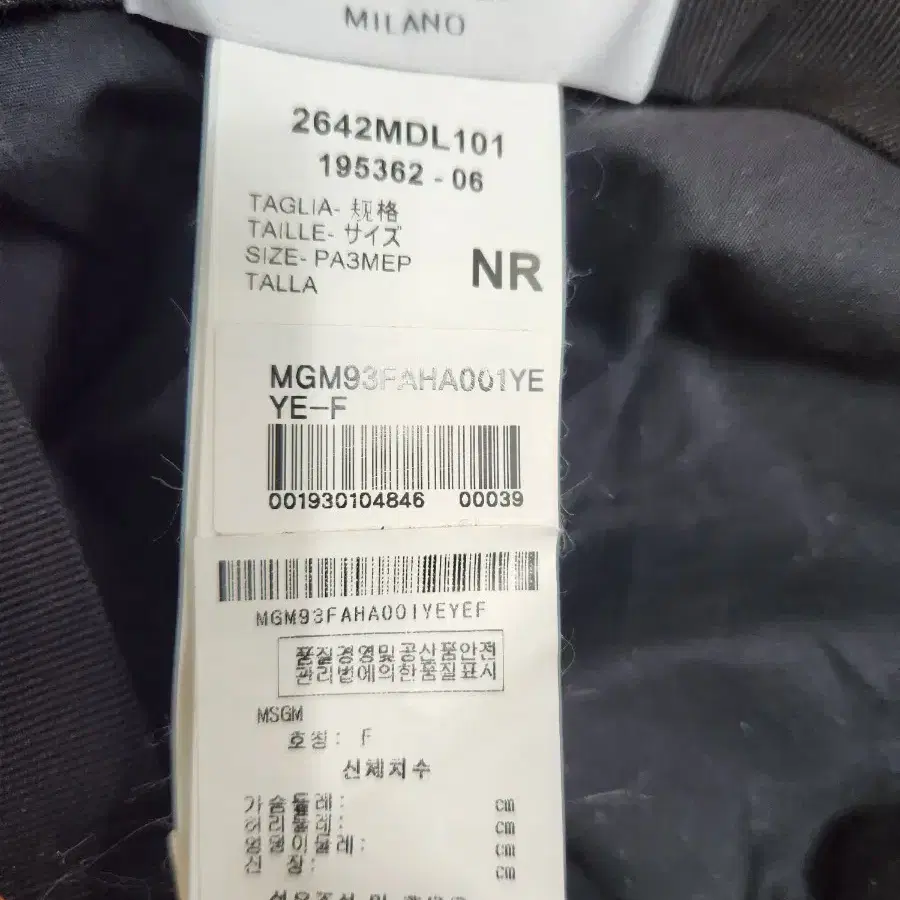 MILANO
2642MDL101
195362 - 06
TAGLIA- 规格
TAILLE- サイズ
SIZE- PA3MEP
TALLA
NR
MGM93FAHA001YE
YE-F
001930104846 00039
MGM93FAHA001YEYEF
품질경영및공산품안전
관리법에의한품질표시
MSGM
호칭: F
신체치수
가슴둘레: cm
허리둘레: cm
엉덩이둘레: cm
신장: cm